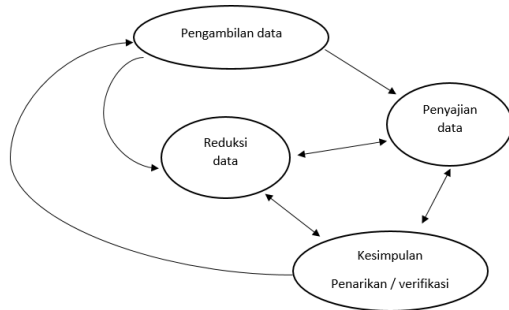 Pengambilan data
Penyajian
data
Reduksi
data
Kesimpulan
Penarikan / verifikasi